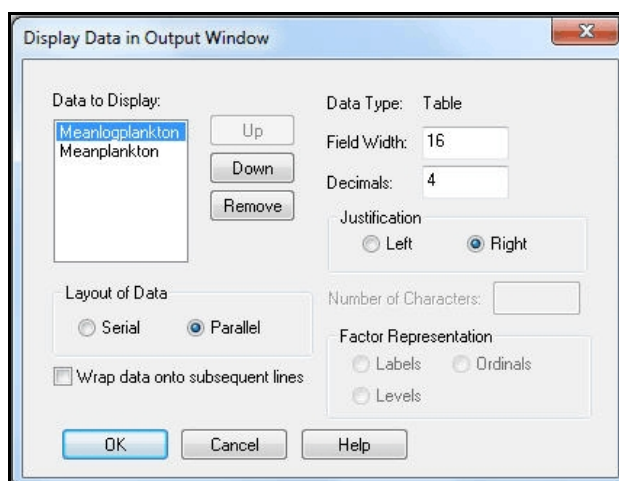 Display Data in Output Window
Data to Display:
Meanlogplankton
Meanplankton
Up
Down
Remove
Data Type: Table
Field Width: 16
Decimals: 4
Justification
Left Right
Layout of Data
Serial Parallel
Wrap data onto subsequent lines
Number of Characters:
Factor Representation
Labels Ordinals
Levels
OK Cancel Help